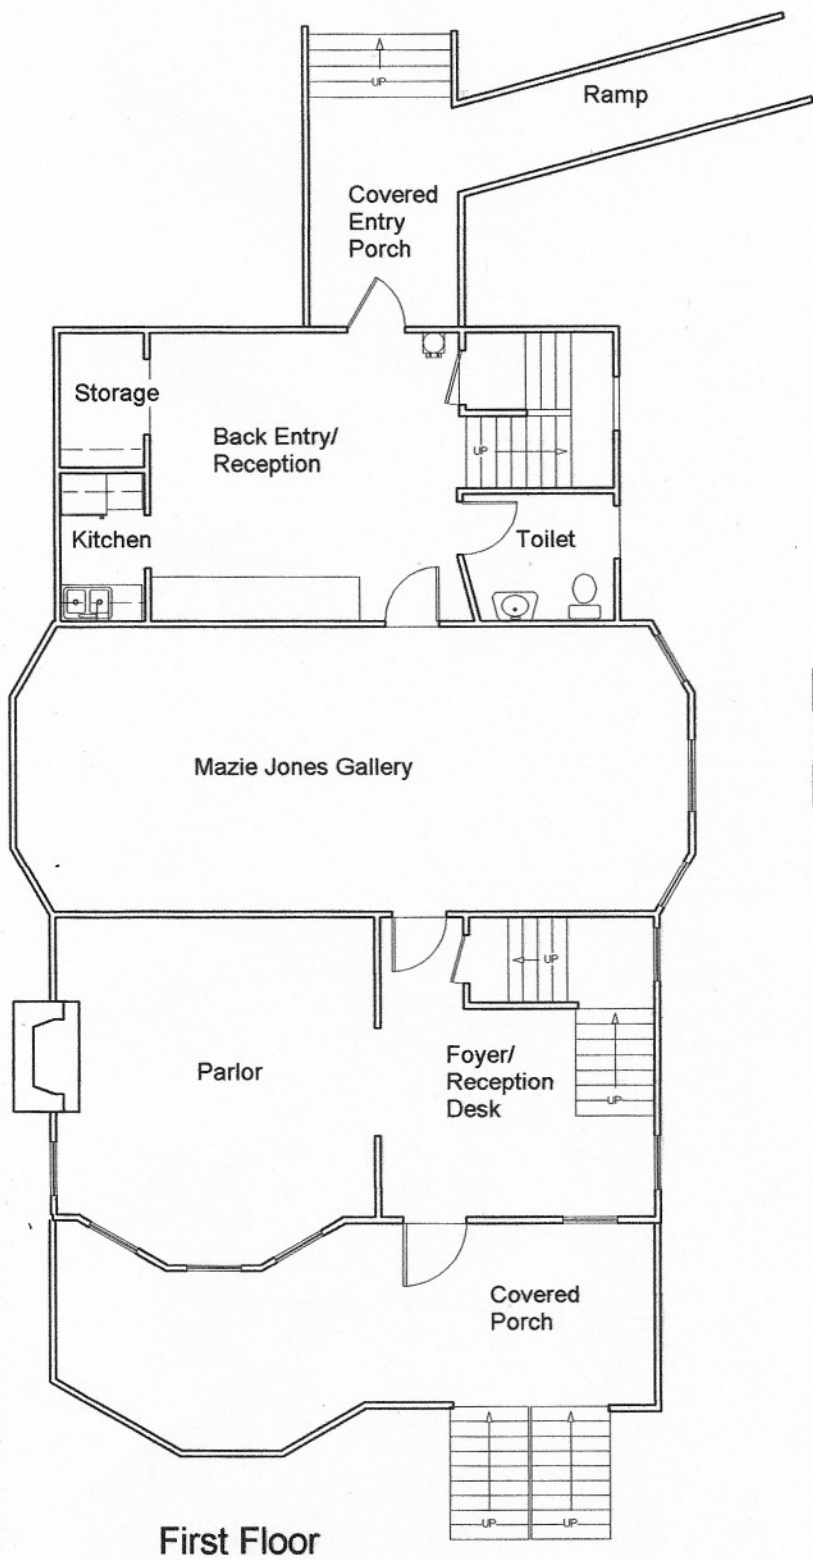 UP
Ramp
Covered
Entry
Porch
Storage
Back Entry/
Reception
UP
Kitchen
Toilet
Mazie Jones Gallery
UP
Parlor
Foyer/
Reception
Desk
UP
Covered
Porch
UP
UP
First Floor